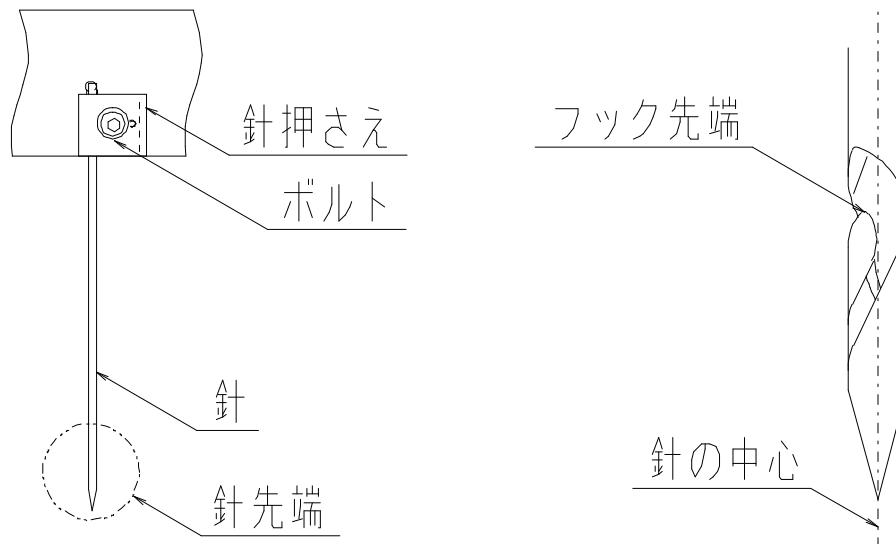 針押さえ
ボルト
針
針先端
フック先端
針の中心